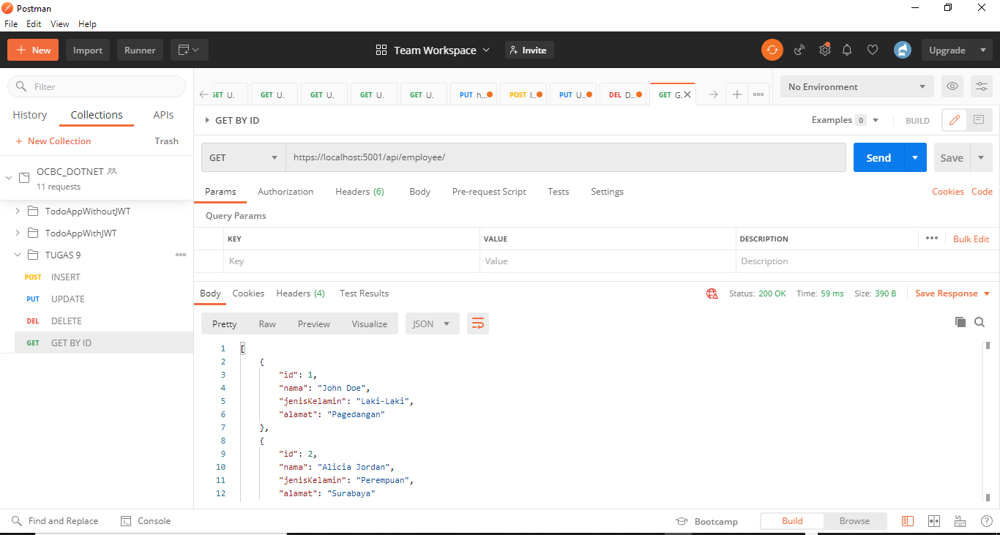 Postman
File Edit View Help
New Import Runner Team Workspace Invite Upgrade
Filter
History Collections APIs
New Collection Trash
OCBC_DOTNET
11 requests
TodoAppWithoutJWT
TodoAppWithJWT
TUGAS 9
POST INSERT
PUT UPDATE
DEL DELETE
GET GET BY ID
GET U. GET U. GET U. GET U. GET U. PUT h... POST l... PUT U... DEL D... GET G. No Environment
GET BY ID Examples 0 BUILD
GET https://localhost:5001/api/employee/ Send Save
Params Authorization Headers (6) Body Pre-request Script Tests Settings Cookies Code
Query Params
KEY VALUE DESCRIPTION Bulk Edit
Key Value Description
Body Cookies Headers (4) Test Results Status: 200 OK Time: 59 ms Size: 390 B Save Response
Pretty Raw Preview Visualize JSON
1 [
2 {
3 "id": 1,
4 "nama": "John Doe",
5 "jenisKelamin": "Laki-Laki",
6 "alamat": "Pagedangan"
7 },
8 {
9 "id": 2,
10 "nama": "Alicia Jordan",
11 "jenisKelamin": "Perempuan",
12 "alamat": "Surabaya"
Find and Replace Console Bootcamp Build Browse